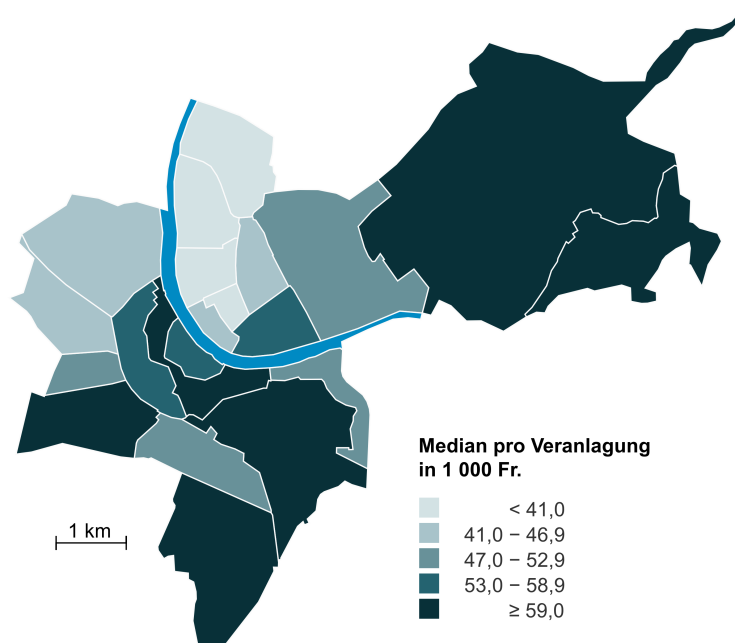 Median pro Veranlagung
in 1 000 Fr.
< 41,0
41,0 − 46,9
47,0 − 52,9
53,0 − 58,9
≥ 59,0
1 km